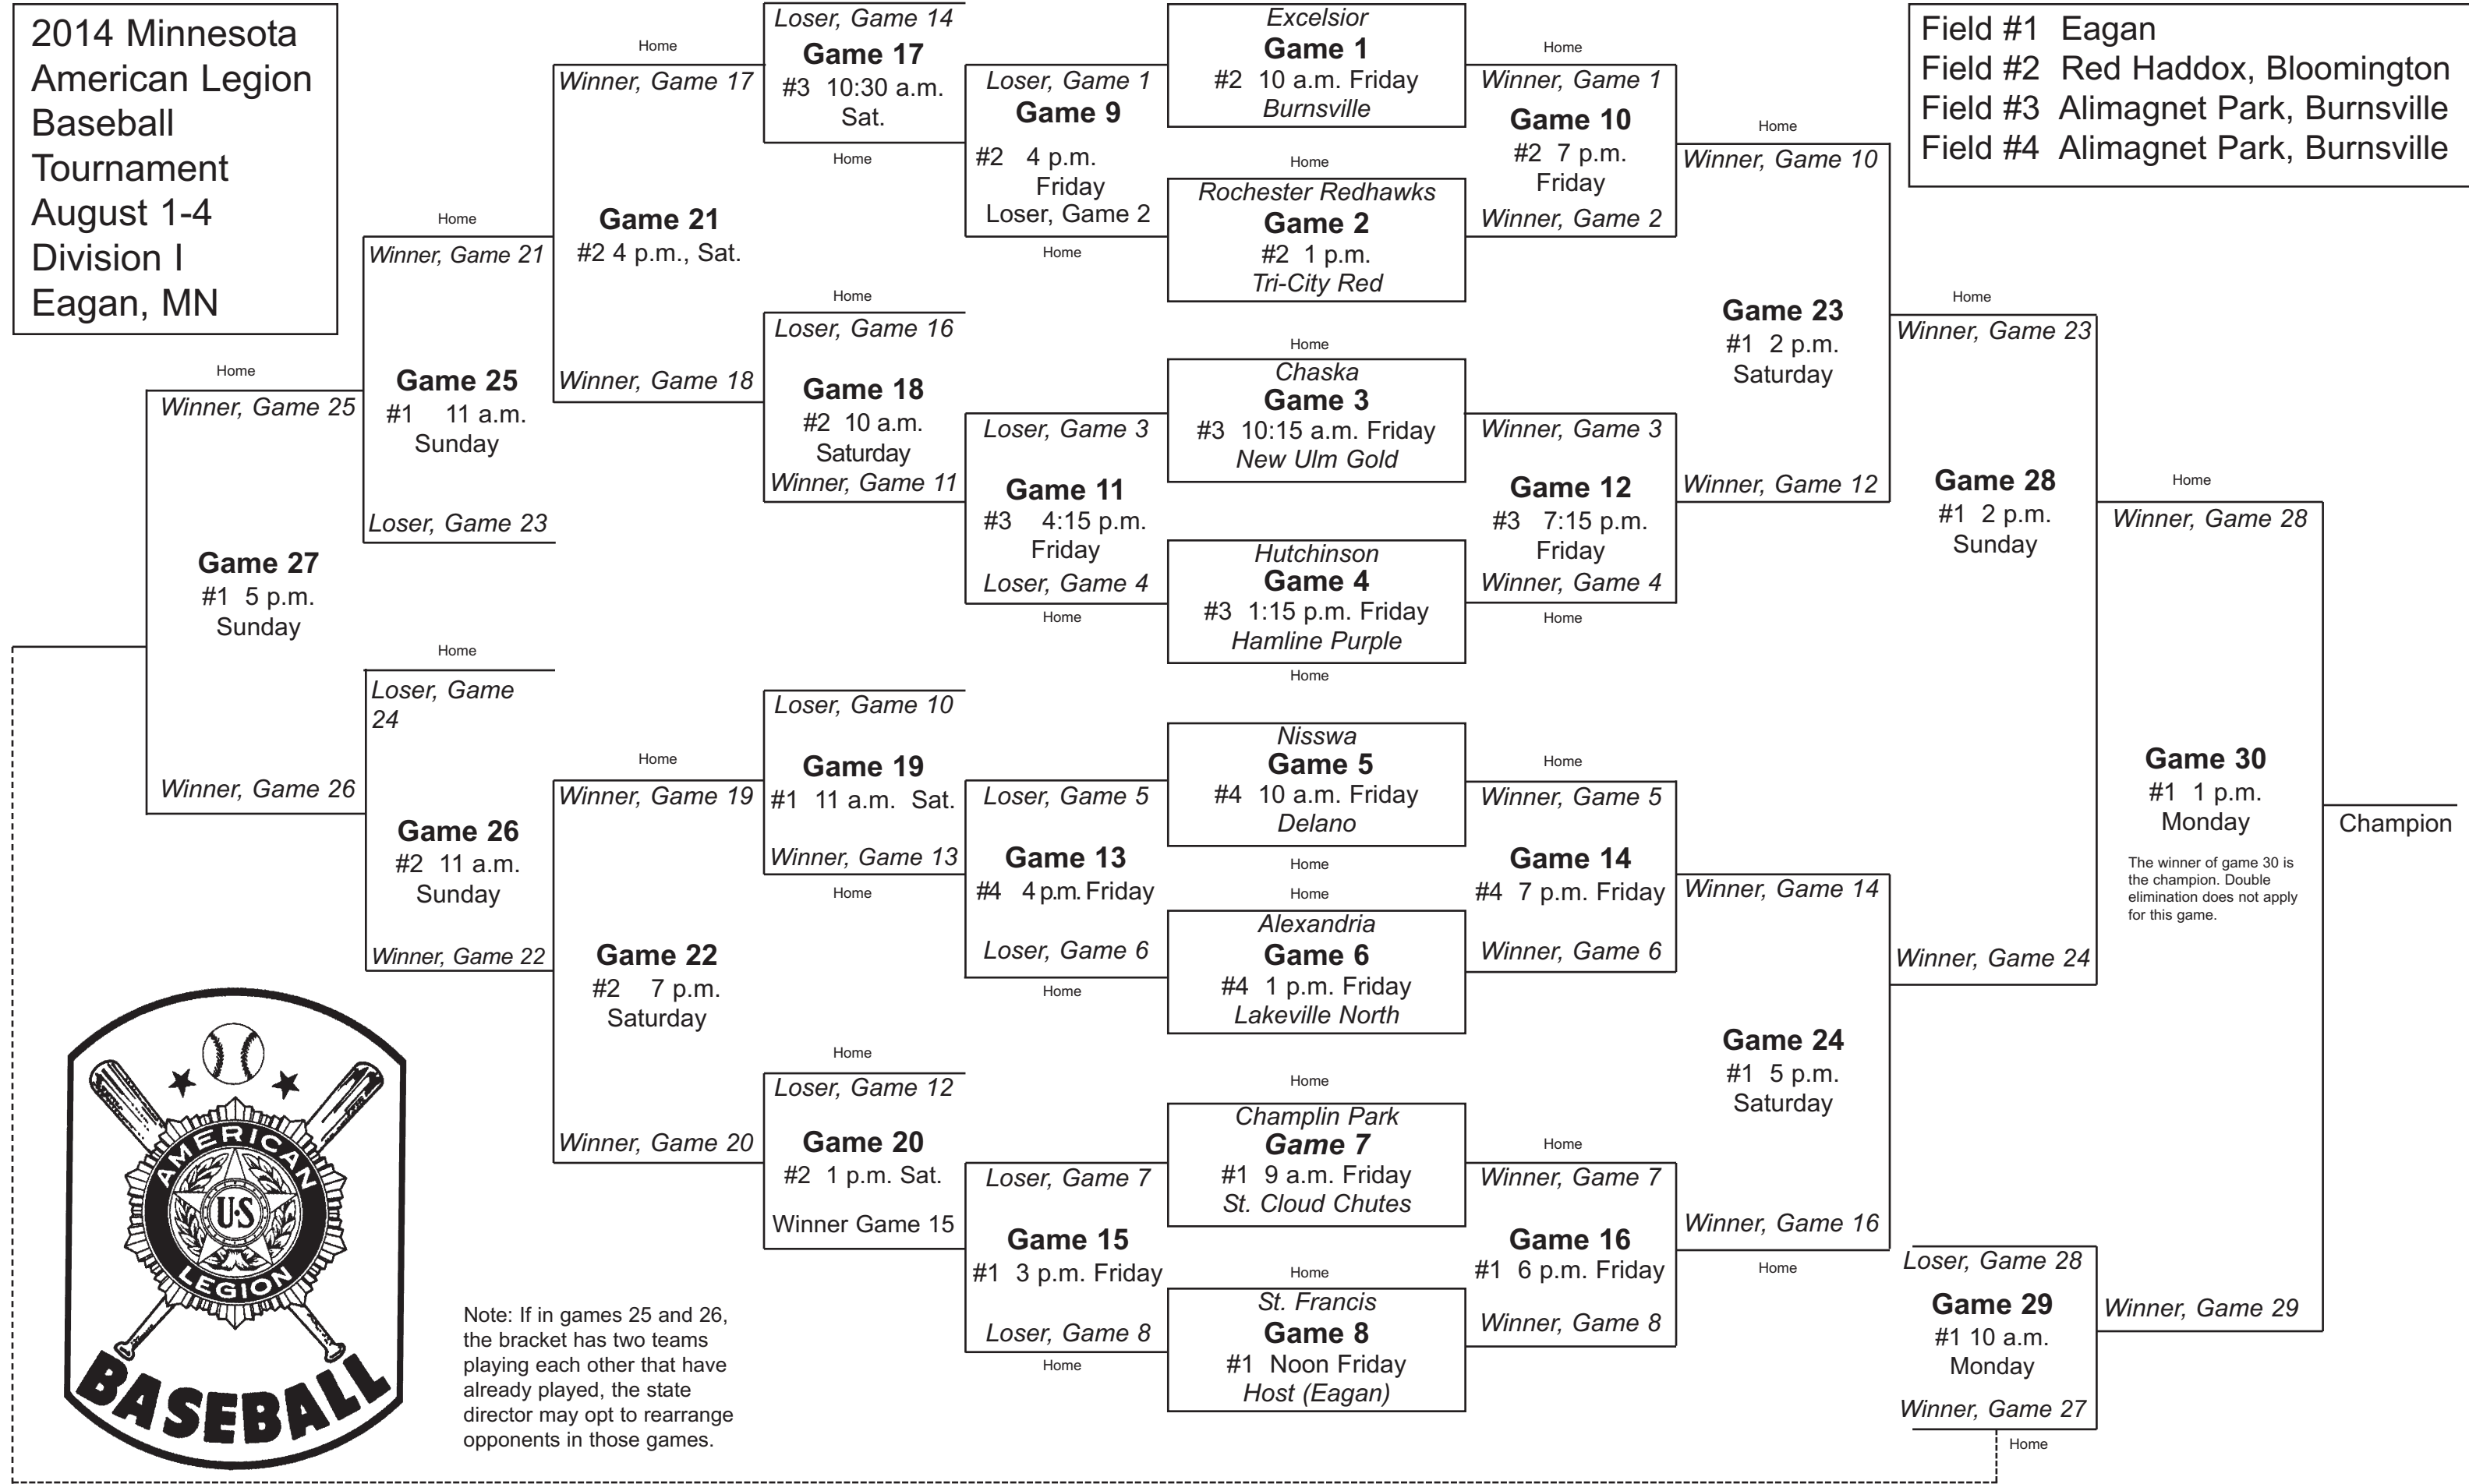 2014 Minnesota
American Legion
Baseball
Tournament
August 1-4
Division I
Eagan, MN
Home
Winner, Game 25
Game 27
#1 5 p.m.
Sunday
Winner, Game 26
Home
Winner, Game 21
Game 25
#1 11 a.m.
Sunday
Loser, Game 23
Home
Loser, Game
24
Game 26
#2 11 a.m.
Sunday
Winner, Game 22
Home
Winner, Game 17
Game 21
#2 4 p.m., Sat.
Winner, Game 18
Home
Winner, Game 19
Game 22
#2 7 p.m.
Saturday
Winner, Game 20
Loser, Game 14
Game 17
#3 10:30 a.m.
Sat.
Home
Home
Loser, Game 16
Game 18
#2 10 a.m.
Saturday
Winner, Game 11
Loser, Game 10
Game 19
#1 11 a.m. Sat.
Winner, Game 13
Home
Home
Loser, Game 12
Game 20
#2 1 p.m. Sat.
Winner Game 15
Loser, Game 1
Game 9
#2 4 p.m.
Friday
Loser, Game 2
Home
Loser, Game 3
Game 11
#3 4:15 p.m.
Friday
Loser, Game 4
Home
Loser, Game 5
Game 13
#4 4 p.m. Friday
Loser, Game 6
Home
Loser, Game 7
Game 15
#1 3 p.m. Friday
Loser, Game 8
Home
Excelsior
Game 1
#2 10 a.m. Friday
Burnsville
Home
Rochester Redhawks
Game 2
#2 1 p.m.
Tri-City Red
Home
Chaska
Game 3
#3 10:15 a.m. Friday
New Ulm Gold
Hutchinson
Game 4
#3 1:15 p.m. Friday
Hamline Purple
Home
Nisswa
Game 5
#4 10 a.m. Friday
Delano
Home
Home
Alexandria
Game 6
#4 1 p.m. Friday
Lakeville North
Home
Champlin Park
Game 7
#1 9 a.m. Friday
St. Cloud Chutes
Home
St. Francis
Game 8
#1 Noon Friday
Host (Eagan)
Home
Winner, Game 1
Game 10
#2 7 p.m.
Friday
Winner, Game 2
Winner, Game 3
Game 12
#3 7:15 p.m.
Friday
Winner, Game 4
Home
Home
Winner, Game 5
Game 14
#4 7 p.m. Friday
Winner, Game 6
Home
Winner, Game 7
Game 16
#1 6 p.m. Friday
Winner, Game 8
Home
Winner, Game 10
Game 23
#1 2 p.m.
Saturday
Winner, Game 12
Winner, Game 14
Game 24
#1 5 p.m.
Saturday
Winner, Game 16
Home
Home
Winner, Game 23
Game 28
#1 2 p.m.
Sunday
Winner, Game 24
Loser, Game 28
Game 29
#1 10 a.m.
Monday
Winner, Game 27
Home
Home
Winner, Game 28
Game 30
#1 1 p.m.
Monday
The winner of game 30 is
the champion. Double
elimination does not apply
for this game.
Winner, Game 29
Champion
Field #1 Eagan
Field #2 Red Haddox, Bloomington
Field #3 Alimagnet Park, Burnsville
Field #4 Alimagnet Park, Burnsville
AMERICAN
U·S
LEGION
BASEBALL
Note: If in games 25 and 26,
the bracket has two teams
playing each other that have
already played, the state
director may opt to rearrange
opponents in those games.